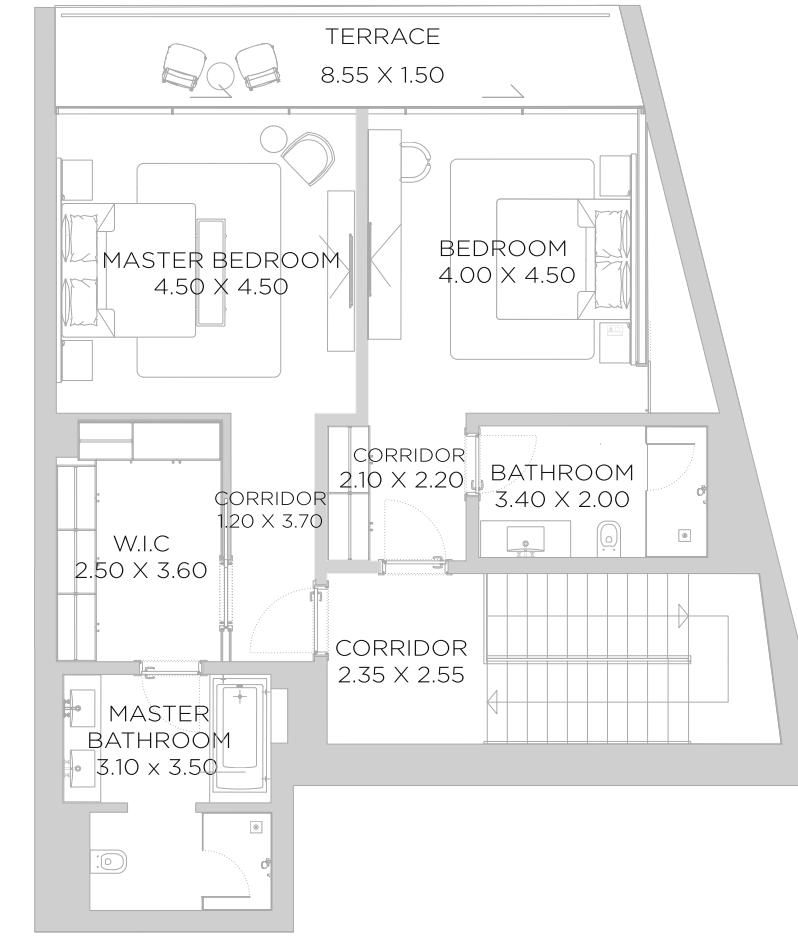 TERRACE
8.55 X 1.50
MASTER BEDROOM
4.50 X 4.50
BEDROOM
4.00 X 4.50
CORRIDOR
2.10 X 2.20
BATHROOM
3.40 X 2.00
CORRIDOR
1.20 X 3.70
W.I.C
2.50 X 3.60
CORRIDOR
2.35 X 2.55
MASTER
BATHROOM
3.10 x 3.50